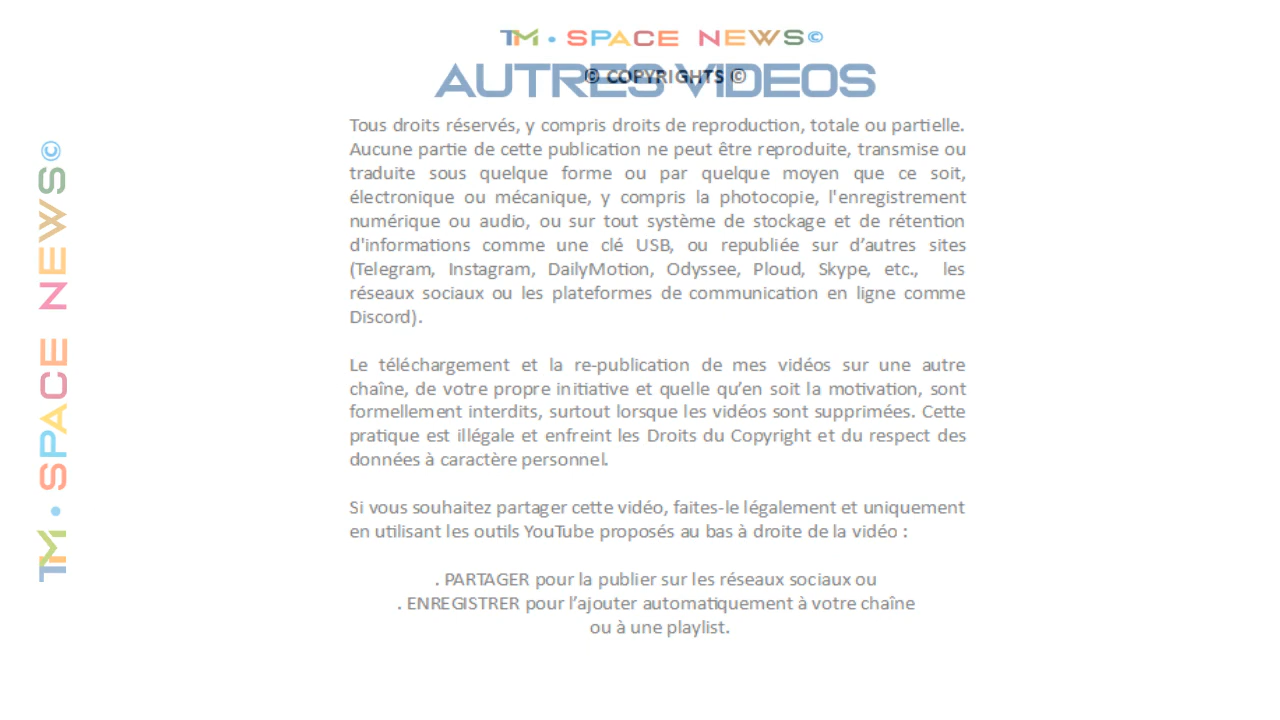 TM • SPACE NEWS©
© COPYRIGHTS ©
AUTRES VIDEOS
Tous droits réservés, y compris droits de reproduction, totale ou partielle.
Aucune partie de cette publication ne peut être reproduite, transmise ou
traduite sous quelque forme ou par quelque moyen que ce soit,
électronique ou mécanique, y compris la photocopie, l'enregistrement
numérique ou audio, ou sur tout système de stockage et de rétention
d'informations comme une clé USB, ou republiée sur d’autres sites
(Telegram, Instagram, DailyMotion, Odyssee, Ploud, Skype, etc., les
réseaux sociaux ou les plateformes de communication en ligne comme
Discord).
Le téléchargement et la re-publication de mes vidéos sur une autre
chaîne, de votre propre initiative et quelle qu’en soit la motivation, sont
formellement interdits, surtout lorsque les vidéos sont supprimées. Cette
pratique est illégale et enfreint les Droits du Copyright et du respect des
données à caractère personnel.
Si vous souhaitez partager cette vidéo, faites-le légalement et uniquement
en utilisant les outils YouTube proposés au bas à droite de la vidéo :
. PARTAGER pour la publier sur les réseaux sociaux ou
. ENREGISTRER pour l’ajouter automatiquement à votre chaîne
ou à une playlist.
TM • SPACE NEWS©